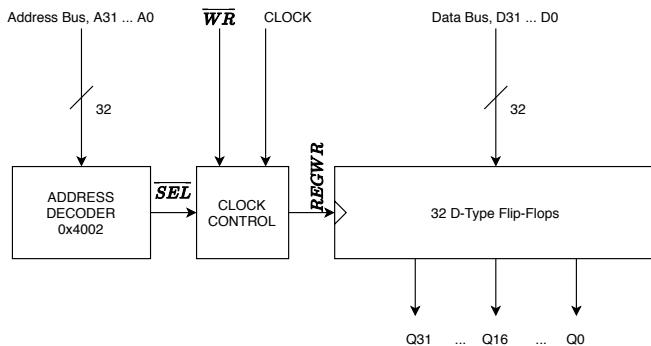 Address Bus, A31 ... A0
WR
CLOCK
Data Bus, D31 ... D0
32
32
ADDRESS
DECODER
0x4002
SEL
CLOCK
CONTROL
REGWR
32 D-Type Flip-Flops
Q31 ... Q16 ... Q0